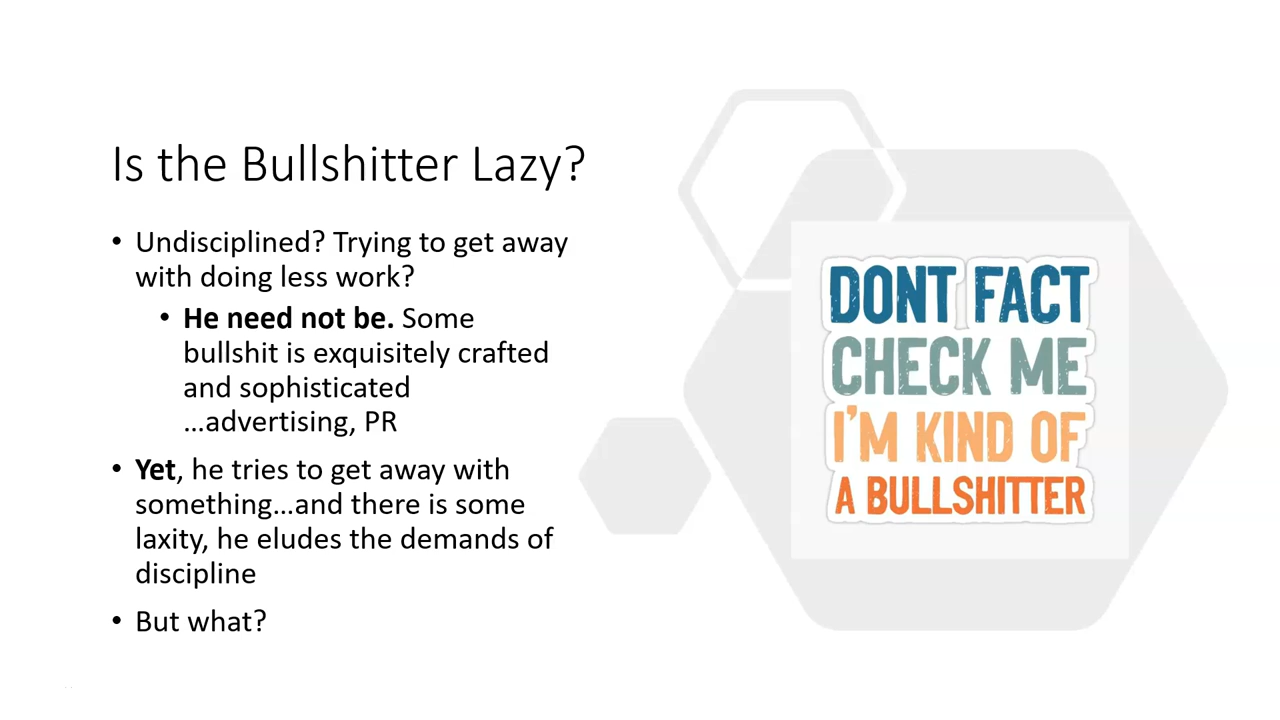 Is the Bullshitter Lazy?
• Undisciplined? Trying to get away
with doing less work?
• He need not be. Some
bullshit is exquisitely crafted
and sophisticated
…advertising, PR
• Yet, he tries to get away with
something…and there is some
laxity, he eludes the demands of
discipline
• But what?
DONT FACT
CHECK ME
I'M KIND OF
A BULLSHITTER